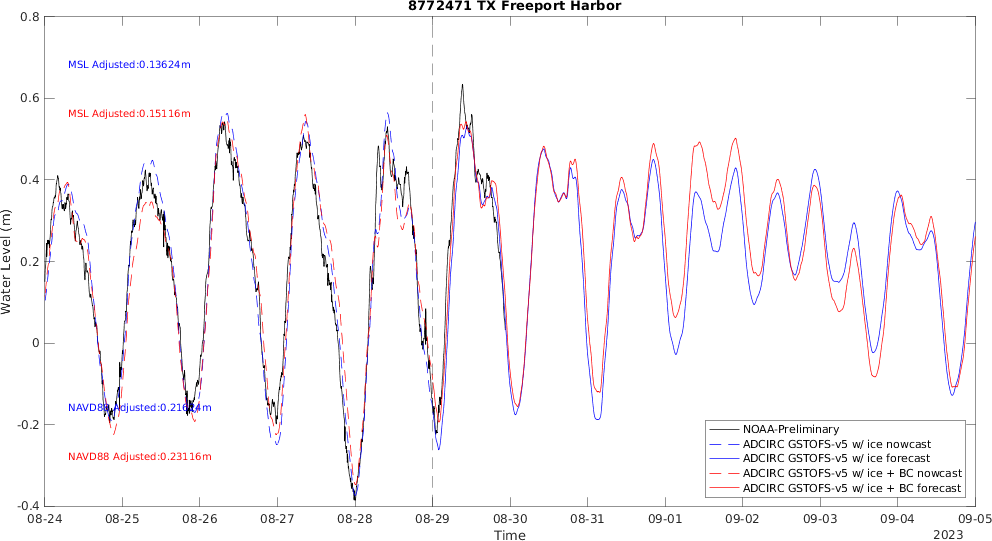 8772471 TX Freeport Harbor
0.8
0.6
0.4
0.2
0
-0.2
-0.4
Water Level (m)
MSL Adjusted:0.13624m
MSL Adjusted:0.15116m
NAVD88 Adjusted:
NAVD88 Adjusted:0.23116m
NOAA-Preliminary
ADCIRC GSTOFS-v5 w/ ice nowcast
ADCIRC GSTOFS-v5 w/ ice forecast
ADCIRC GSTOFS-v5 w/ ice + BC nowcast
ADCIRC GSTOFS-v5 w/ ice + BC forecast
08-24 08-25 08-26 08-27 08-28 08-29 08-30 08-31 09-01 09-02 09-03 09-04 09-05
Time
2023